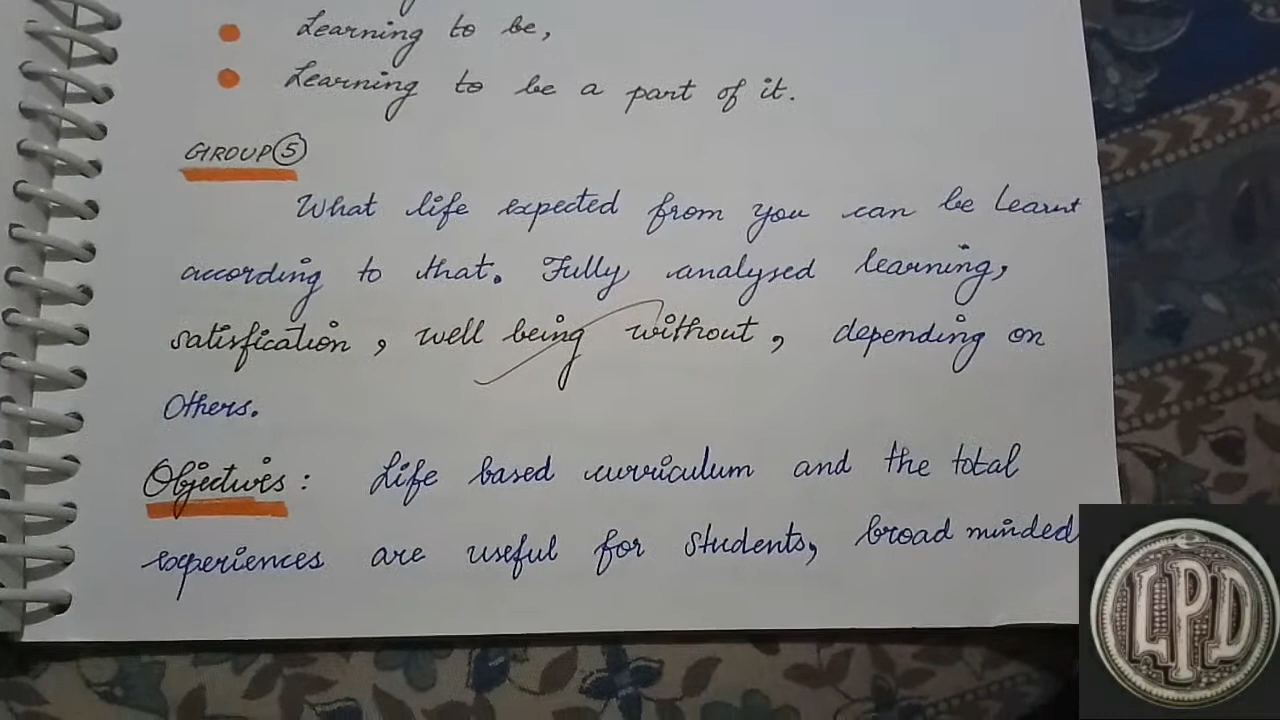 Learning to be,
Learning to be a part of it.
GROUP 5
What life expected from you can be Learnt
according to that. Fully analysed learning,
satisfication, well being without, depending on
Others.
Objectives: Life based curriculum and the total
experiences are useful for students, broad minded
LPD